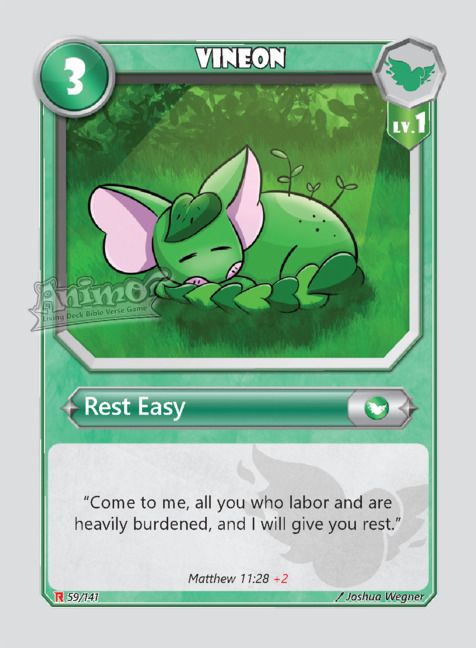 VINEON
3
LV.1
Animo?
Living Deck Bible Verse Game
Rest Easy
“Come to me, all you who labor and are
heavily burdened, and I will give you rest.”
Matthew 11:28 +2
R 59/141
Joshua Wegner